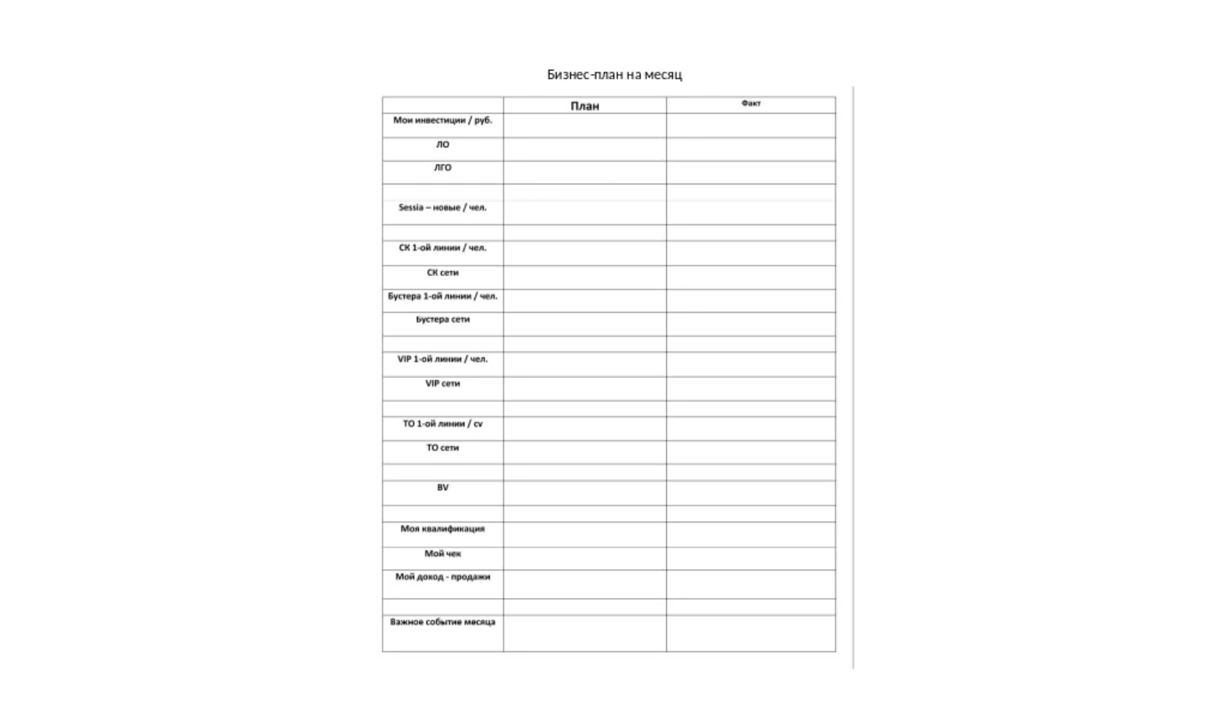 Бизнес-план на месяц
План Факт
Мои инвестиции / руб.
ЛО
ЛГО
Sessia – новые / чел.
СК 1-ой линии / чел.
СК сети
Бустера 1-ой линии / чел.
Бустера сети
VIP 1-ой линии / чел.
VIP сети
ТО 1-ой линии / cv
ТО сети
BV
Моя квалификация
Мой чек
Мой доход - продажи
Важное событие месяца